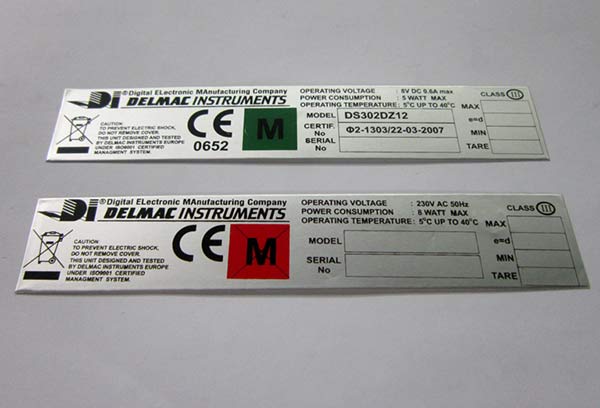 Di ®Digital ELectronic MAnufacturing Company
DELMAC INSTRUMENTS
CAUTION:
TO PREVENT ELECTRIC SHOCK,
DO NOT REMOVE COVER.
THIS UNIT DESIGNED AND TESTED
BY DELMAC INSTRUMENTS EUROPE
UNDER ISO9001 CERTIFIED
MANAGMENT SYSTEM.
CE
0652
M
OPERATING VOLTAGE : 6V DC 0.6A max
POWER CONSUMPTION : 5 WATT MAX
OPERATING TEMPERATURE: 5°C UP TO 40°C
MODEL DS302DZ12
CERTIF. No Φ2-1303/22-03-2007
SERIAL No
CLASS III
MAX
e=d
MIN
TARE
Di ®Digital ELectronic MAnufacturing Company
DELMAC INSTRUMENTS
CAUTION:
TO PREVENT ELECTRIC SHOCK,
DO NOT REMOVE COVER.
THIS UNIT DESIGNED AND TESTED
BY DELMAC INSTRUMENTS EUROPE
UNDER ISO9001 CERTIFIED
MANAGMENT SYSTEM.
CE
M
OPERATING VOLTAGE : 230V AC 50Hz
POWER CONSUMPTION : 8 WATT MAX
OPERATING TEMPERATURE: 5°C UP TO 40°C
MODEL
SERIAL
No
CLASS III
MAX
e=d
MIN
TARE